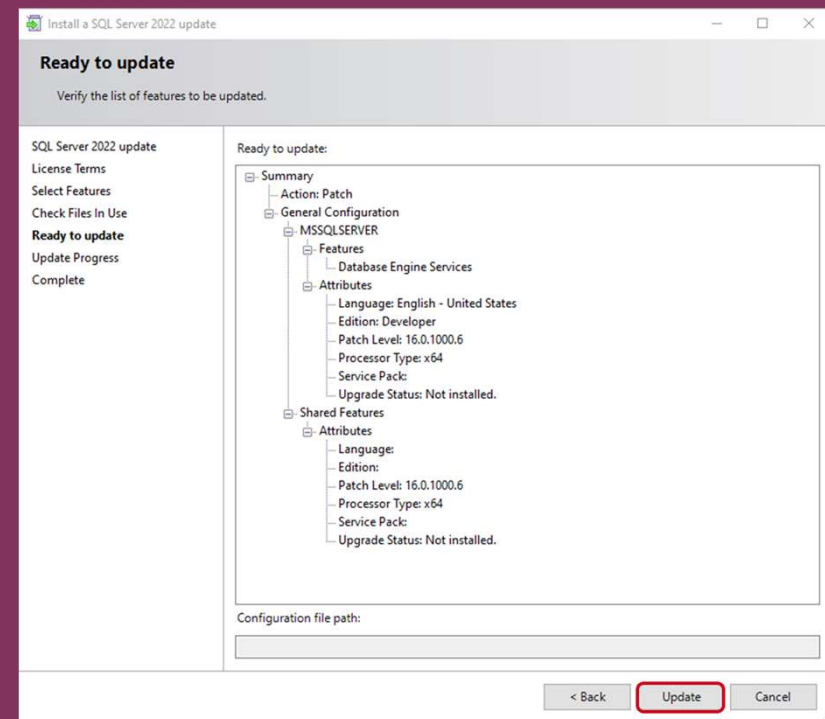 Install a SQL Server 2022 update
Ready to update
Verify the list of features to be updated.
SQL Server 2022 update
License Terms
Select Features
Check Files In Use
Ready to update
Update Progress
Complete
Ready to update:
Summary
Action: Patch
General Configuration
MSSQLSERVER
Features
Database Engine Services
Attributes
Language: English - United States
Edition: Developer
Patch Level: 16.0.1000.6
Processor Type: x64
Service Pack:
Upgrade Status: Not installed.
Shared Features
Attributes
Language:
Edition:
Patch Level: 16.0.1000.6
Processor Type: x64
Service Pack:
Upgrade Status: Not installed.
Configuration file path:
< Back Update Cancel